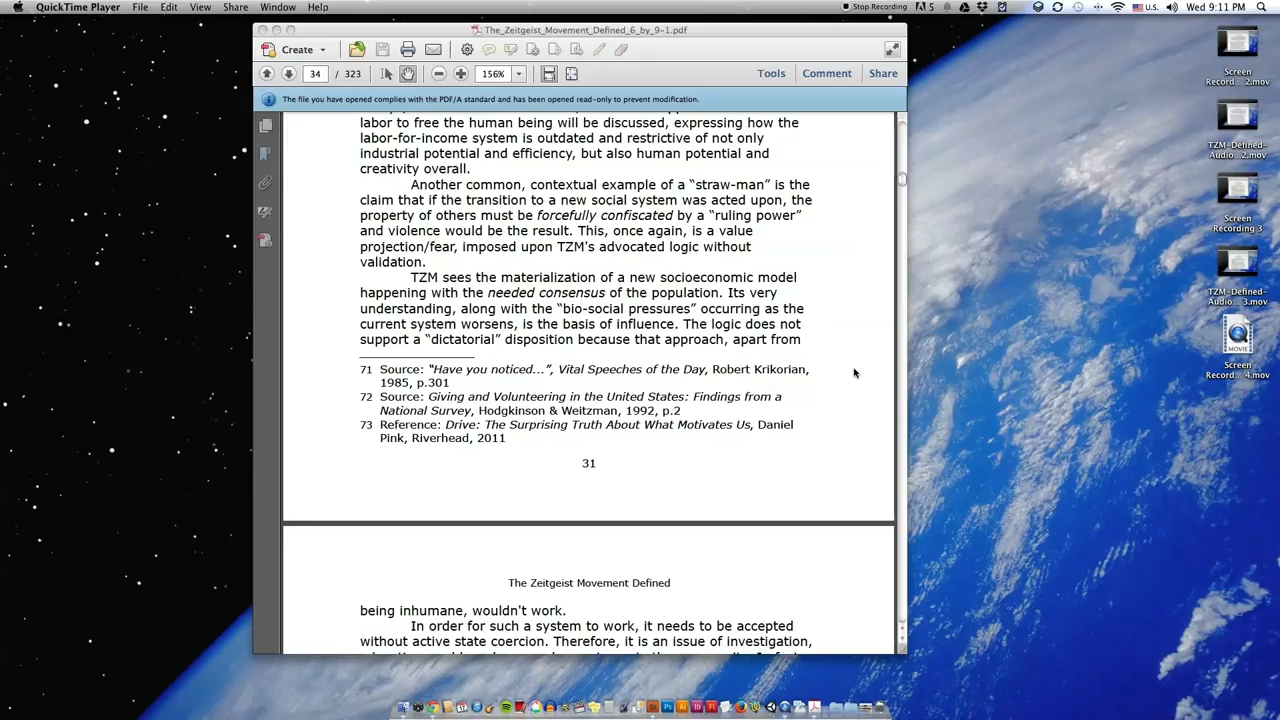 QuickTime Player File Edit View Share Window Help
Stop Recording 5 U.S. Wed 9:11 PM
The_Zeitgeist_Movement_Defined_6_by_9-1.pdf
Create
34 / 323 156% Tools Comment Share
The file you have opened complies with the PDF/A standard and has been opened read-only to prevent modification.
labor to free the human being will be discussed, expressing how the
labor-for-income system is outdated and restrictive of not only
industrial potential and efficiency, but also human potential and
creativity overall.
Another common, contextual example of a “straw-man” is the
claim that if the transition to a new social system was acted upon, the
property of others must be forcefully confiscated by a “ruling power”
and violence would be the result. This, once again, is a value
projection/fear, imposed upon TZM's advocated logic without
validation.
TZM sees the materialization of a new socioeconomic model
happening with the needed consensus of the population. Its very
understanding, along with the “bio-social pressures” occurring as the
current system worsens, is the basis of influence. The logic does not
support a “dictatorial” disposition because that approach, apart from
71 Source: “Have you noticed...”, Vital Speeches of the Day, Robert Krikorian,
1985, p.301
72 Source: Giving and Volunteering in the United States: Findings from a
National Survey, Hodgkinson & Weitzman, 1992, p.2
73 Reference: Drive: The Surprising Truth About What Motivates Us, Daniel
Pink, Riverhead, 2011
31
The Zeitgeist Movement Defined
being inhumane, wouldn't work.
In order for such a system to work, it needs to be accepted
without active state coercion. Therefore, it is an issue of investigation,
Screen
Record... 2.mov
TZM-Defined-
Audio...2.mov
Screen
Recording 3
TZM-Defined-
Audio... 3.mov
MOVIE
Screen
Record... 4.mov